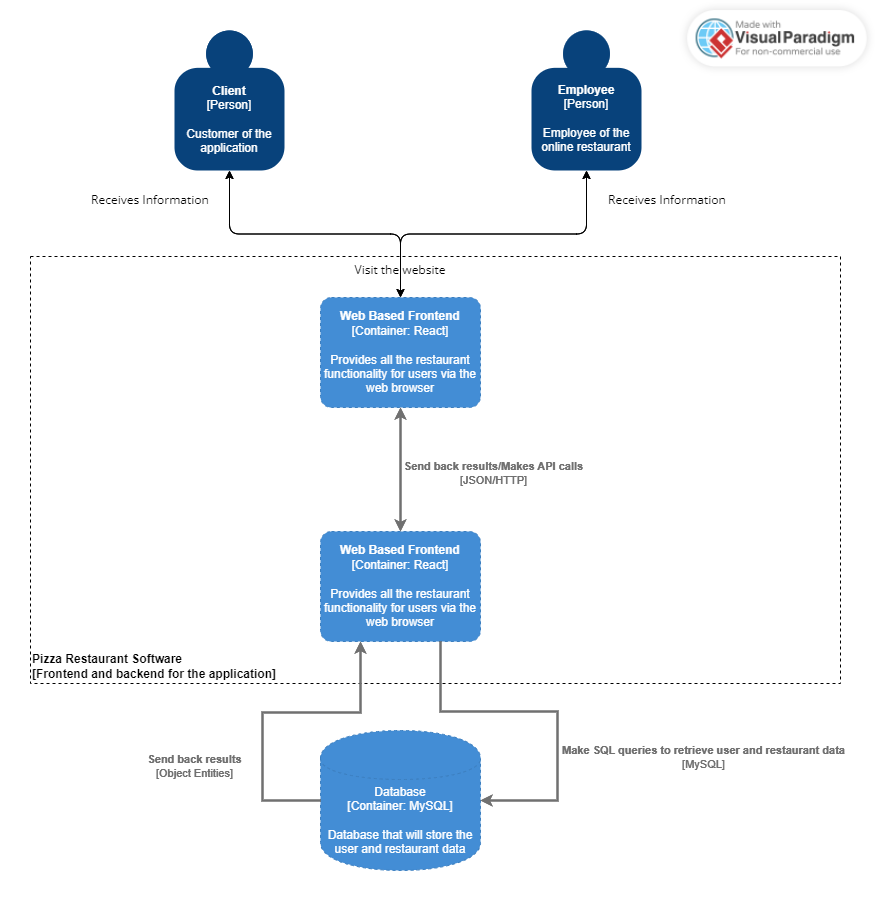 Made with
Visual Paradigm
For non-commercial use
Client
[Person]
Customer of the
application
Employee
[Person]
Employee of the
online restaurant
Receives Information
Receives Information
Visit the website
Web Based Frontend
[Container: React]
Provides all the restaurant
functionality for users via the
web browser
Send back results/Makes API calls
[JSON/HTTP]
Web Based Frontend
[Container: React]
Provides all the restaurant
functionality for users via the
web browser
Pizza Restaurant Software
[Frontend and backend for the application]
Send back results
[Object Entities]
Make SQL queries to retrieve user and restaurant data
[MySQL]
Database
[Container: MySQL]
Database that will store the
user and restaurant data